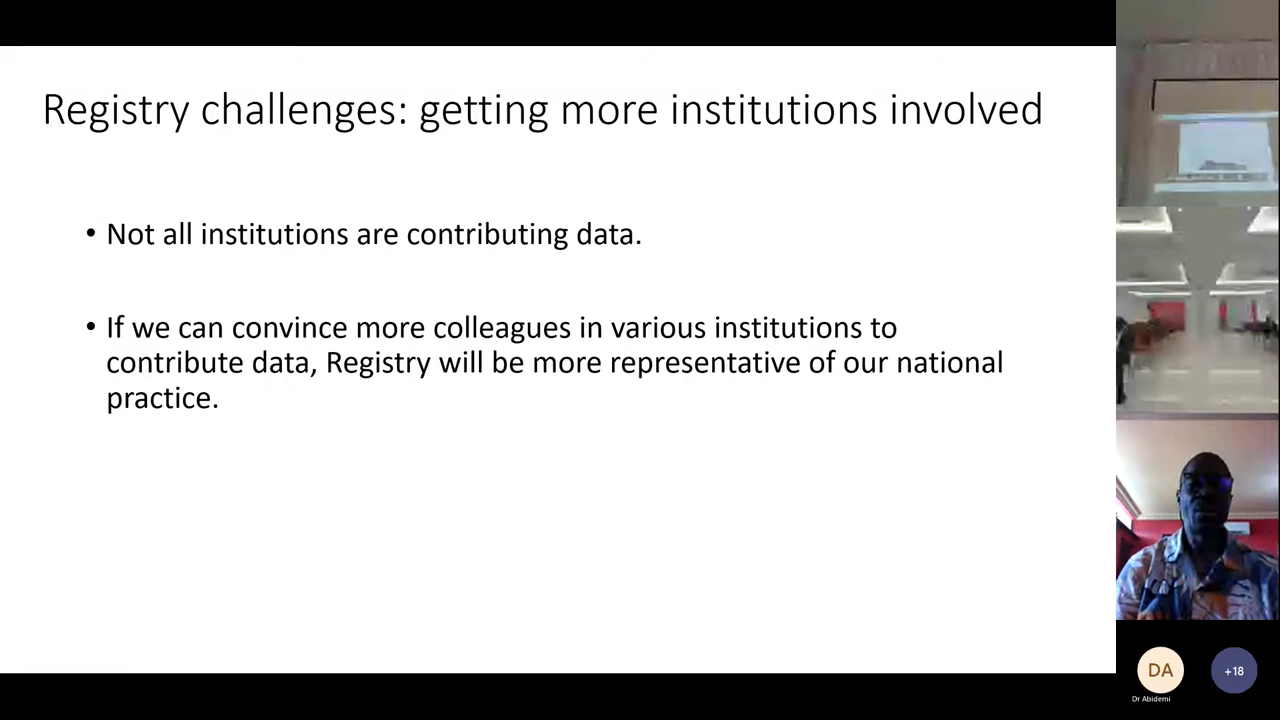 Registry challenges: getting more institutions involved
• Not all institutions are contributing data.
• If we can convince more colleagues in various institutions to
contribute data, Registry will be more representative of our national
practice.
DA
+18
Dr Abidemi